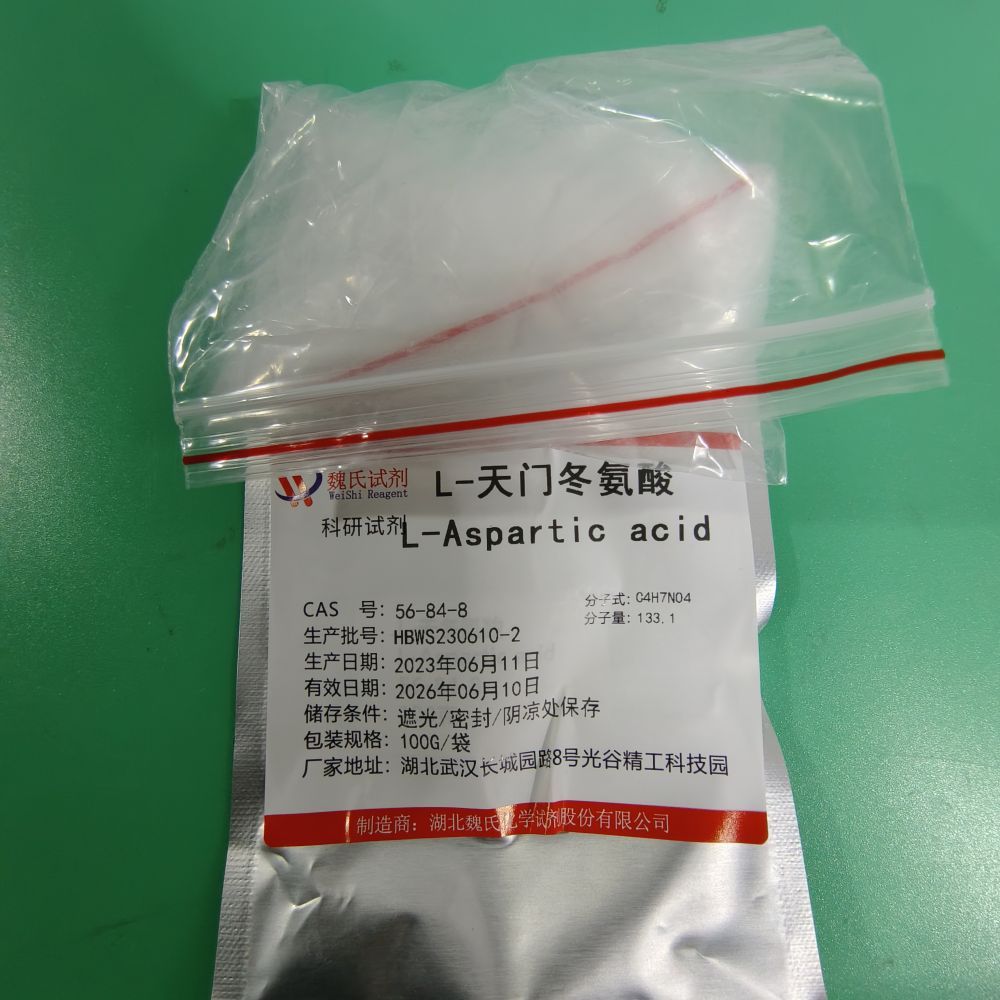 魏氏试剂
WeiShi Reagent
L-天门冬氨酸
科研试剂
L-Aspartic acid
CAS 号: 56-84-8
分子式: C4H7NO4
分子量: 133.1
生产批号: HBWS230610-2
生产日期: 2023年06月11日
有效日期: 2026年06月10日
储存条件: 遮光/密封/阴凉处保存
包装规格: 100G/袋
厂家地址: 湖北武汉长城园路8号光谷精工科技园
制造商: 湖北魏氏化学试剂股份有限公司